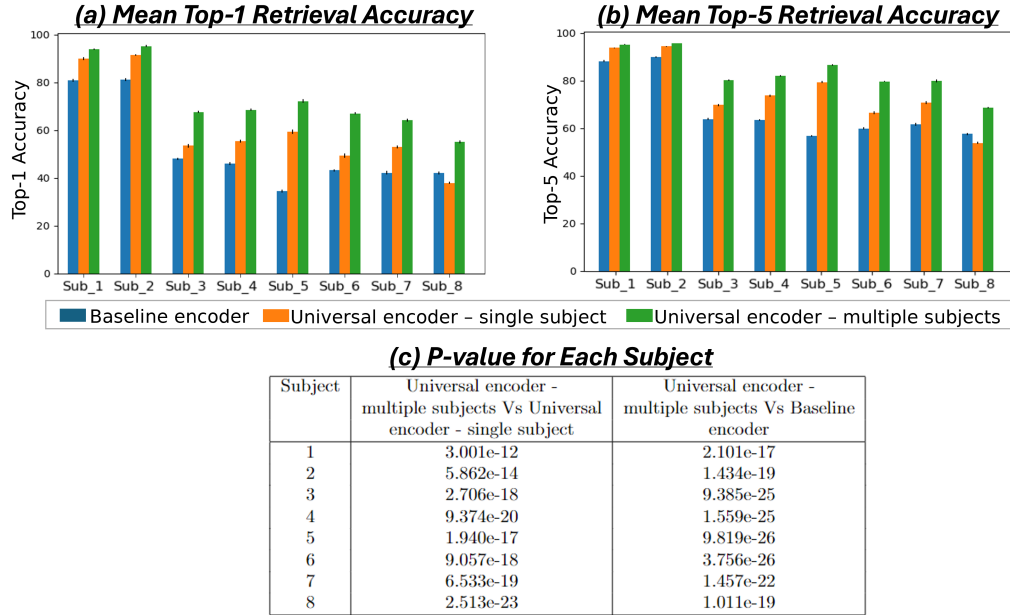 (a) Mean Top-1 Retrieval Accuracy
Top-1 Accuracy
100
80
60
40
20
0
Sub_1 Sub_2 Sub_3 Sub_4 Sub_5 Sub_6 Sub_7 Sub_8
(b) Mean Top-5 Retrieval Accuracy
Top-5 Accuracy
100
80
60
40
20
0
Sub_1 Sub_2 Sub_3 Sub_4 Sub_5 Sub_6 Sub_7 Sub_8
Baseline encoder Universal encoder – single subject Universal encoder – multiple subjects
(c) P-value for Each Subject
Subject Universal encoder - Universal encoder -
multiple subjects Vs Universal multiple subjects Vs Baseline
encoder - single subject encoder
1 3.001e-12 2.101e-17
2 5.862e-14 1.434e-19
3 2.706e-18 9.385e-25
4 9.374e-20 1.559e-25
5 1.940e-17 9.819e-26
6 9.057e-18 3.756e-26
7 6.533e-19 1.457e-22
8 2.513e-23 1.011e-19